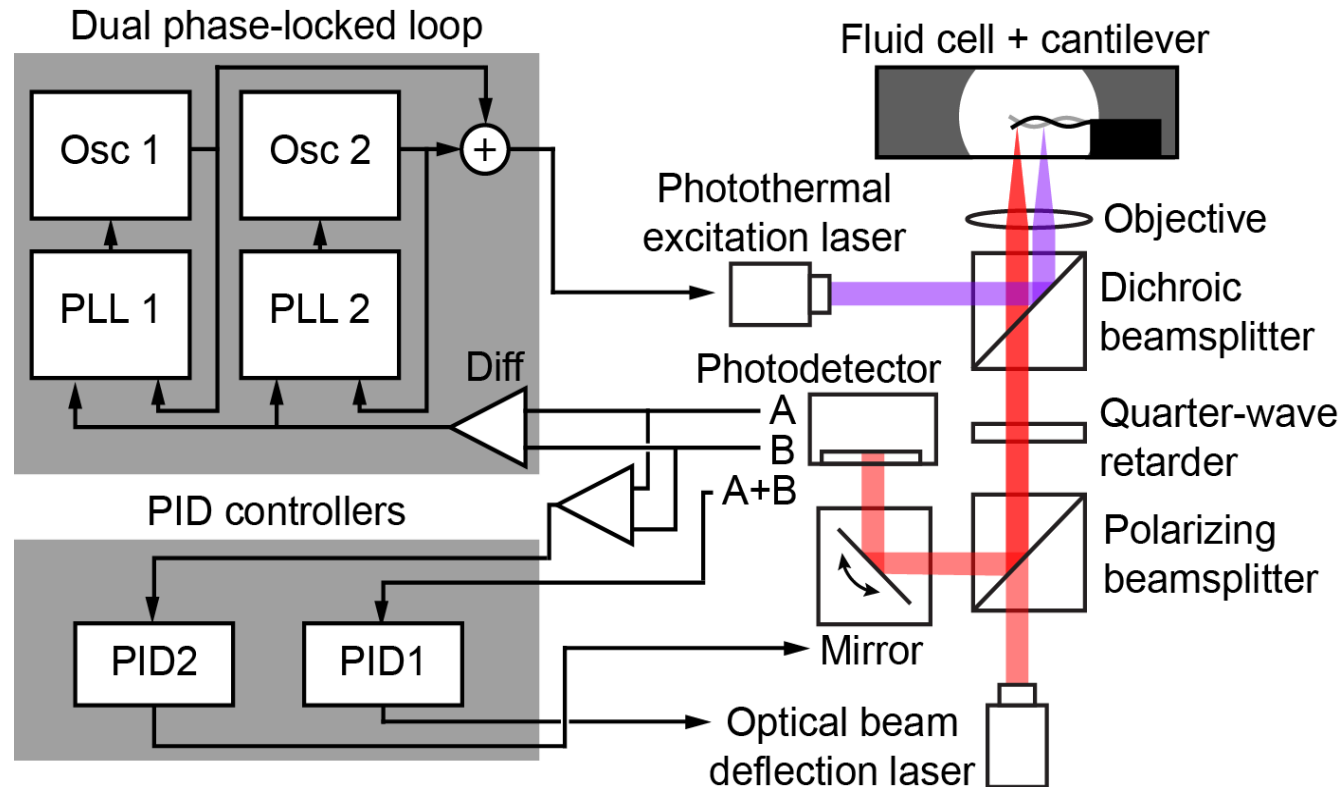 Dual phase-locked loop
Osc 1
Osc 2
+
PLL 1
PLL 2
Diff
Fluid cell + cantilever
Photothermal
excitation laser
Objective
Dichroic
beamsplitter
Photodetector
A
B
A+B
Quarter-wave
retarder
Polarizing
beamsplitter
Mirror
PID controllers
PID2
PID1
Optical beam
deflection laser